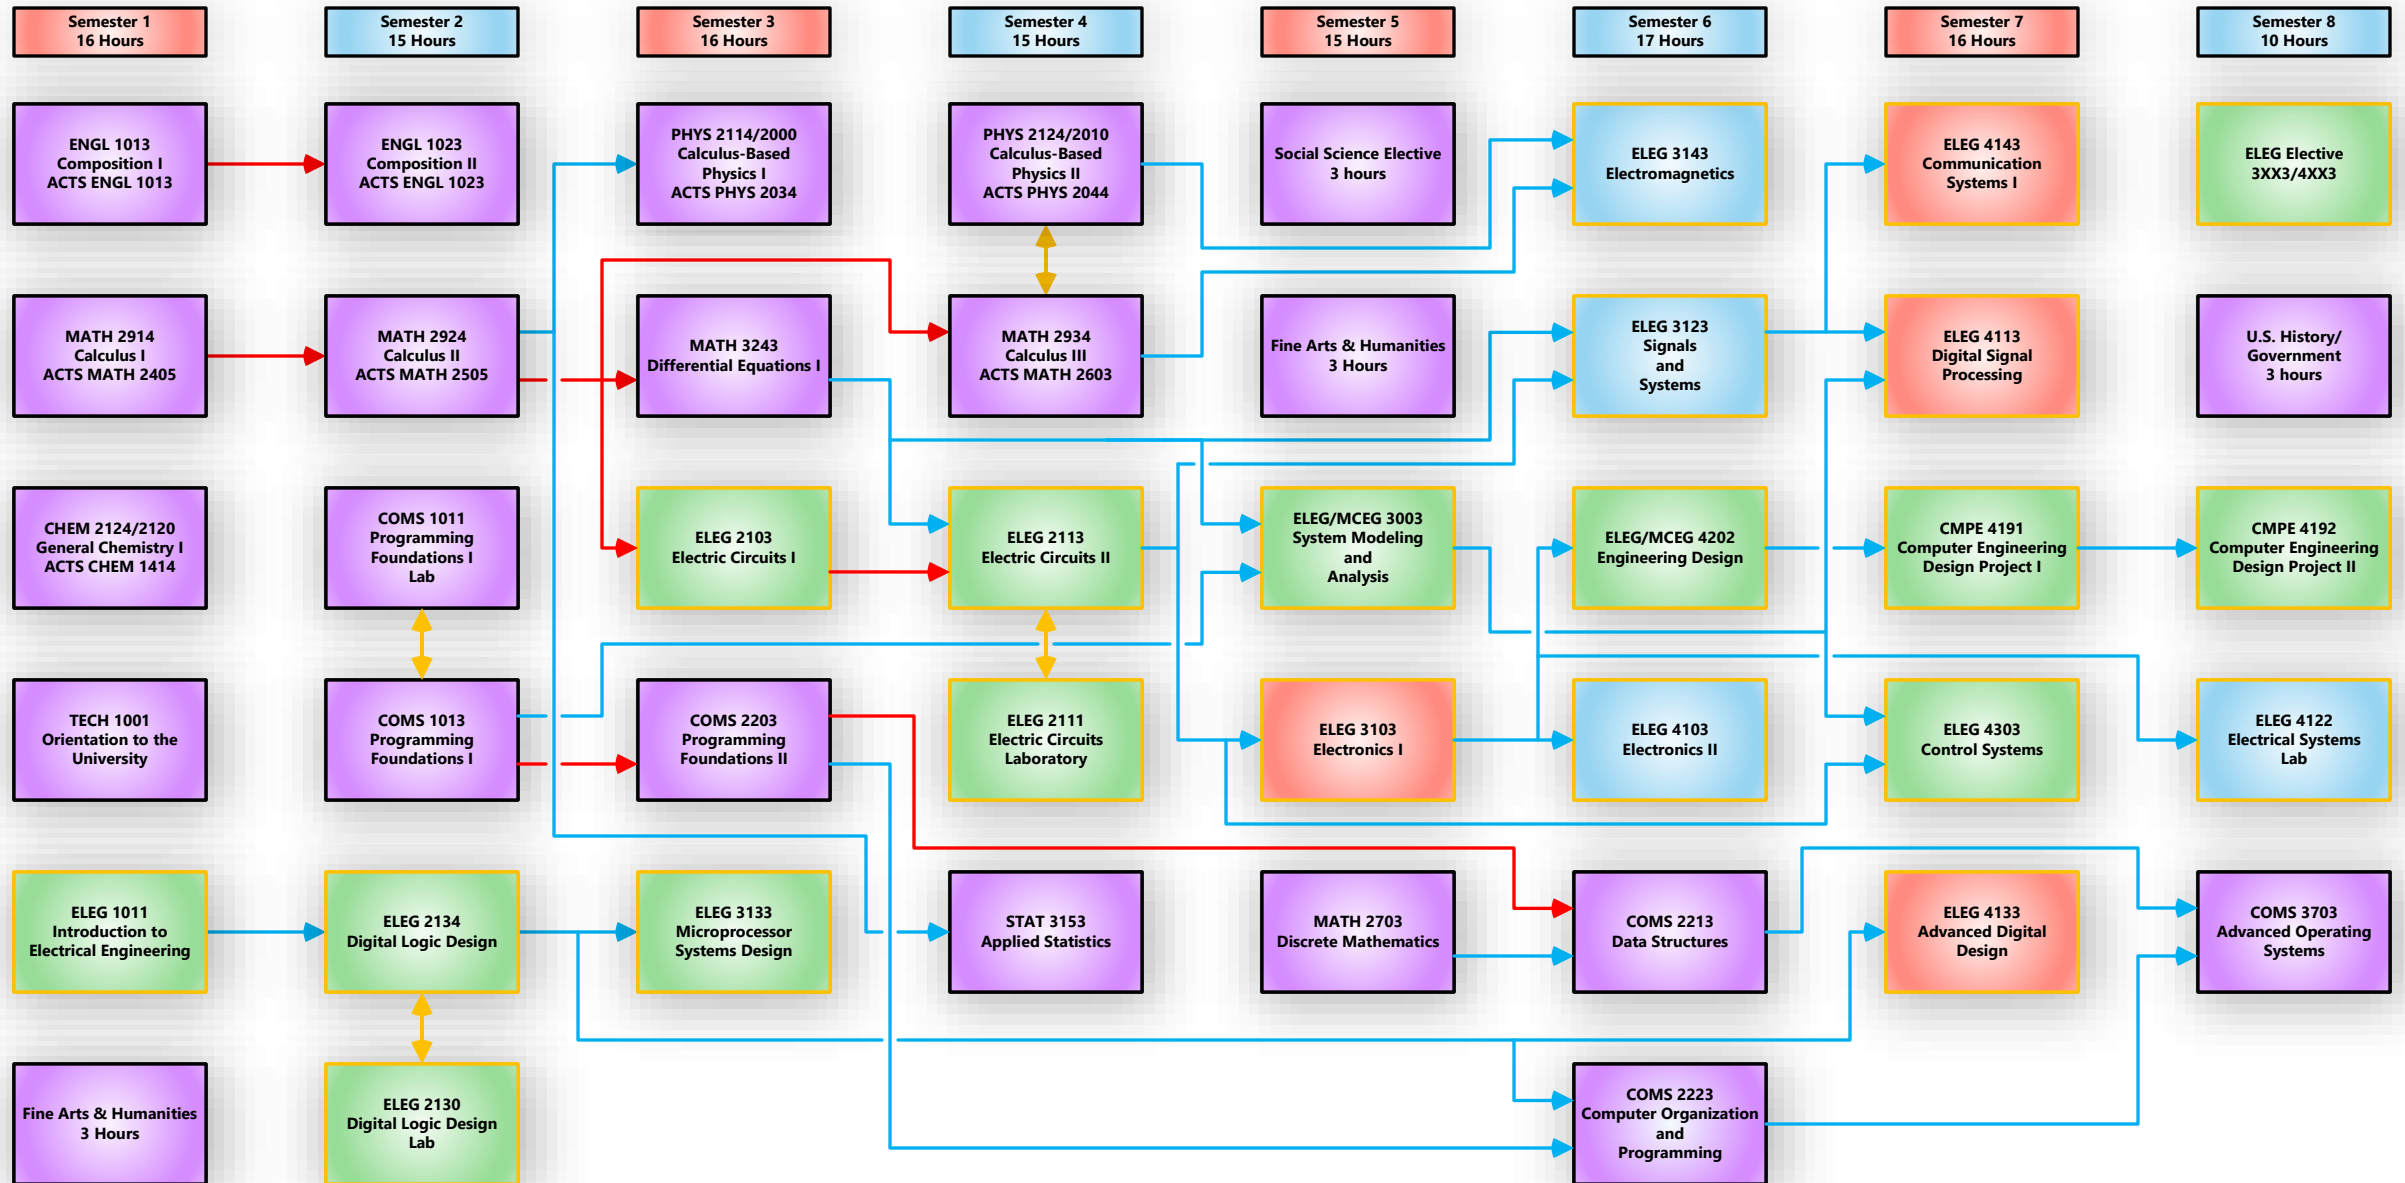 Semester 1
16 Hours
Semester 2
15 Hours
Semester 3
16 Hours
Semester 4
15 Hours
Semester 5
15 Hours
Semester 6
17 Hours
Semester 7
16 Hours
Semester 8
10 Hours
ENGL 1013
Composition I
ACTS ENGL 1013
ENGL 1023
Composition II
ACTS ENGL 1023
PHYS 2114/2000
Calculus-Based
Physics I
ACTS PHYS 2034
PHYS 2124/2010
Calculus-Based
Physics II
ACTS PHYS 2044
Social Science Elective
3 hours
ELEG 3143
Electromagnetics
ELEG 4143
Communication
Systems I
ELEG Elective
3XX3/4XX3
MATH 2914
Calculus I
ACTS MATH 2405
MATH 2924
Calculus II
ACTS MATH 2505
MATH 3243
Differential Equations I
MATH 2934
Calculus III
ACTS MATH 2603
Fine Arts & Humanities
3 Hours
ELEG 3123
Signals
and
Systems
ELEG 4113
Digital Signal
Processing
U.S. History/
Government
3 hours
CHEM 2124/2120
General Chemistry I
ACTS CHEM 1414
COMS 1011
Programming
Foundations I
Lab
ELEG 2103
Electric Circuits I
ELEG 2113
Electric Circuits II
ELEG/MCEG 3003
System Modeling
and
Analysis
ELEG/MCEG 4202
Engineering Design
CMPE 4191
Computer Engineering
Design Project I
CMPE 4192
Computer Engineering
Design Project II
TECH 1001
Orientation to the
University
COMS 1013
Programming
Foundations I
COMS 2203
Programming
Foundations II
ELEG 2111
Electric Circuits
Laboratory
ELEG 3103
Electronics I
ELEG 4103
Electronics II
ELEG 4303
Control Systems
ELEG 4122
Electrical Systems
Lab
ELEG 1011
Introduction to
Electrical Engineering
ELEG 2134
Digital Logic Design
ELEG 3133
Microprocessor
Systems Design
STAT 3153
Applied Statistics
MATH 2703
Discrete Mathematics
COMS 2213
Data Structures
ELEG 4133
Advanced Digital
Design
COMS 3703
Advanced Operating
Systems
Fine Arts & Humanities
3 Hours
ELEG 2130
Digital Logic Design
Lab
COMS 2223
Computer Organization
and
Programming